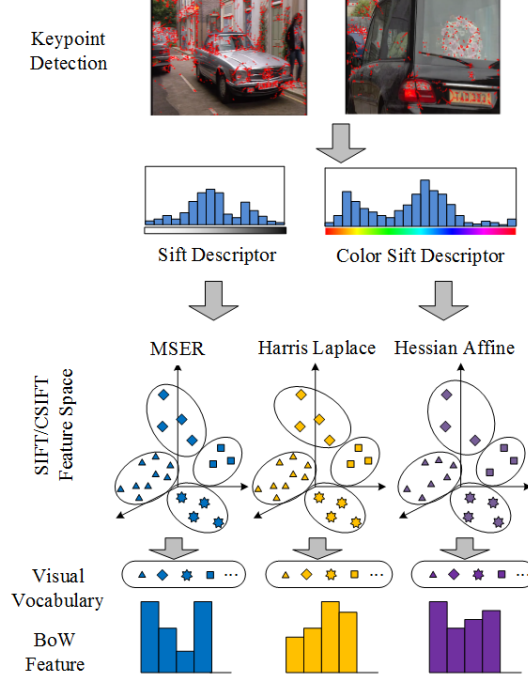 Keypoint
Detection
Sift Descriptor
Color Sift Descriptor
MSER
Harris Laplace
Hessian Affine
SIFT/CSIFT
Feature Space
Visual
Vocabulary
...
...
...
BoW
Feature